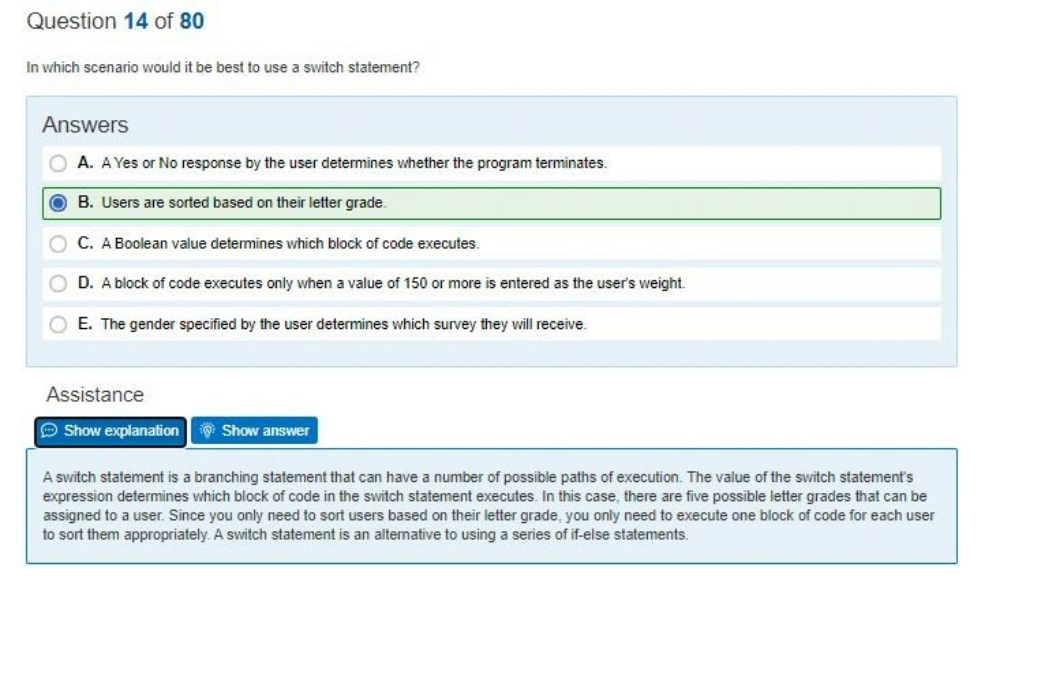 Question 14 of 80
In which scenario would it be best to use a switch statement?
Answers
A. A Yes or No response by the user determines whether the program terminates.
B. Users are sorted based on their letter grade.
C. A Boolean value determines which block of code executes.
D. A block of code executes only when a value of 150 or more is entered as the user's weight.
E. The gender specified by the user determines which survey they will receive.
Assistance
Show explanation Show answer
A switch statement is a branching statement that can have a number of possible paths of execution. The value of the switch statement's
expression determines which block of code in the switch statement executes. In this case, there are five possible letter grades that can be
assigned to a user. Since you only need to sort users based on their letter grade, you only need to execute one block of code for each user
to sort them appropriately. A switch statement is an alternative to using a series of if-else statements.